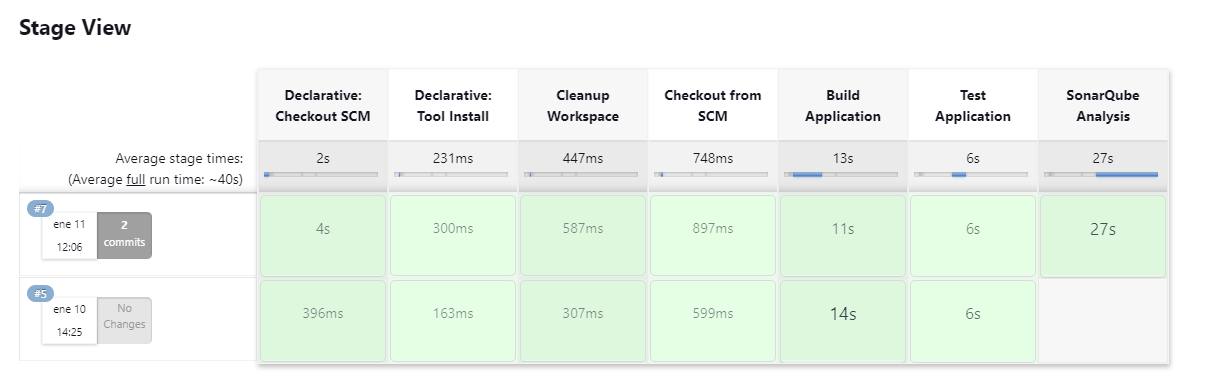 Stage View
Declarative: Checkout SCM
Declarative: Tool Install
Cleanup Workspace
Checkout from SCM
Build Application
Test Application
SonarQube Analysis
Average stage times:
(Average full run time: ~40s)
2s
231ms
447ms
748ms
13s
6s
27s
#7
ene 11
12:06
2
commits
4s
300ms
587ms
897ms
11s
6s
27s
#5
ene 10
14:25
No
Changes
396ms
163ms
307ms
599ms
14s
6s